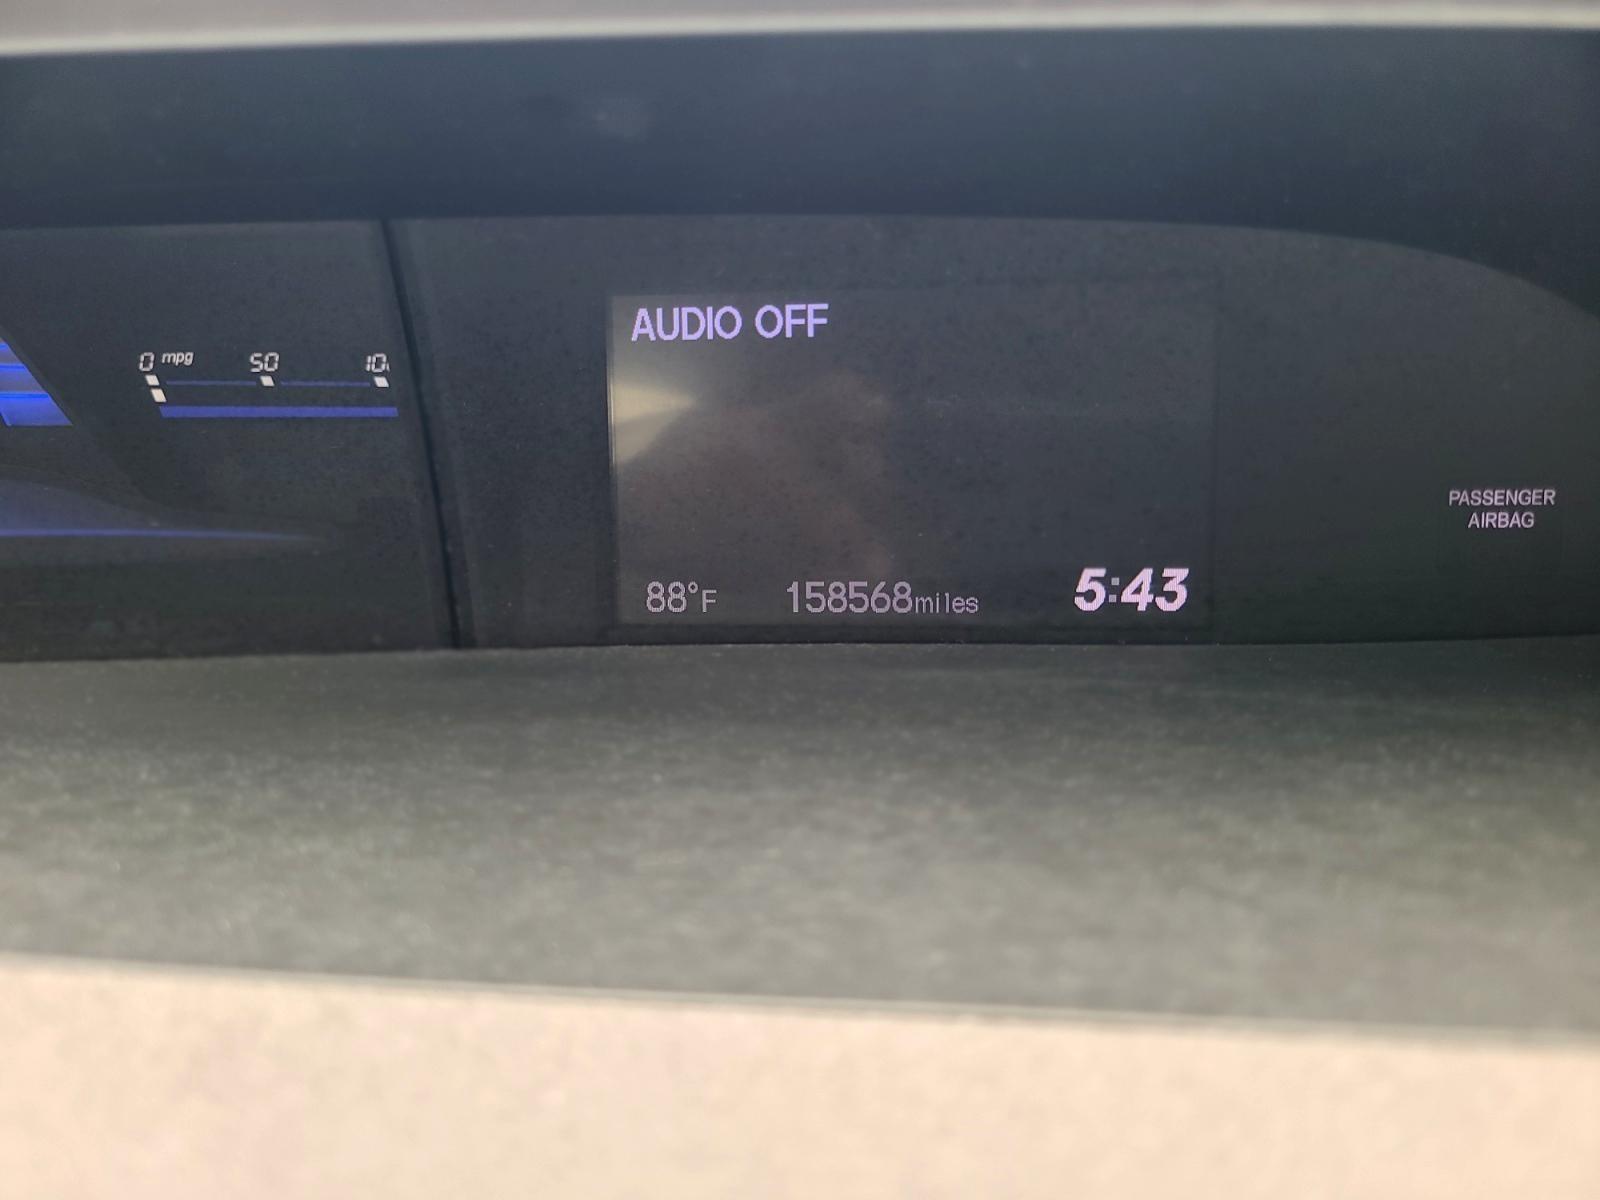 AUDIO OFF
0 mpg 50
PASSENGER
AIRBAG
88°F 158568miles 5:43